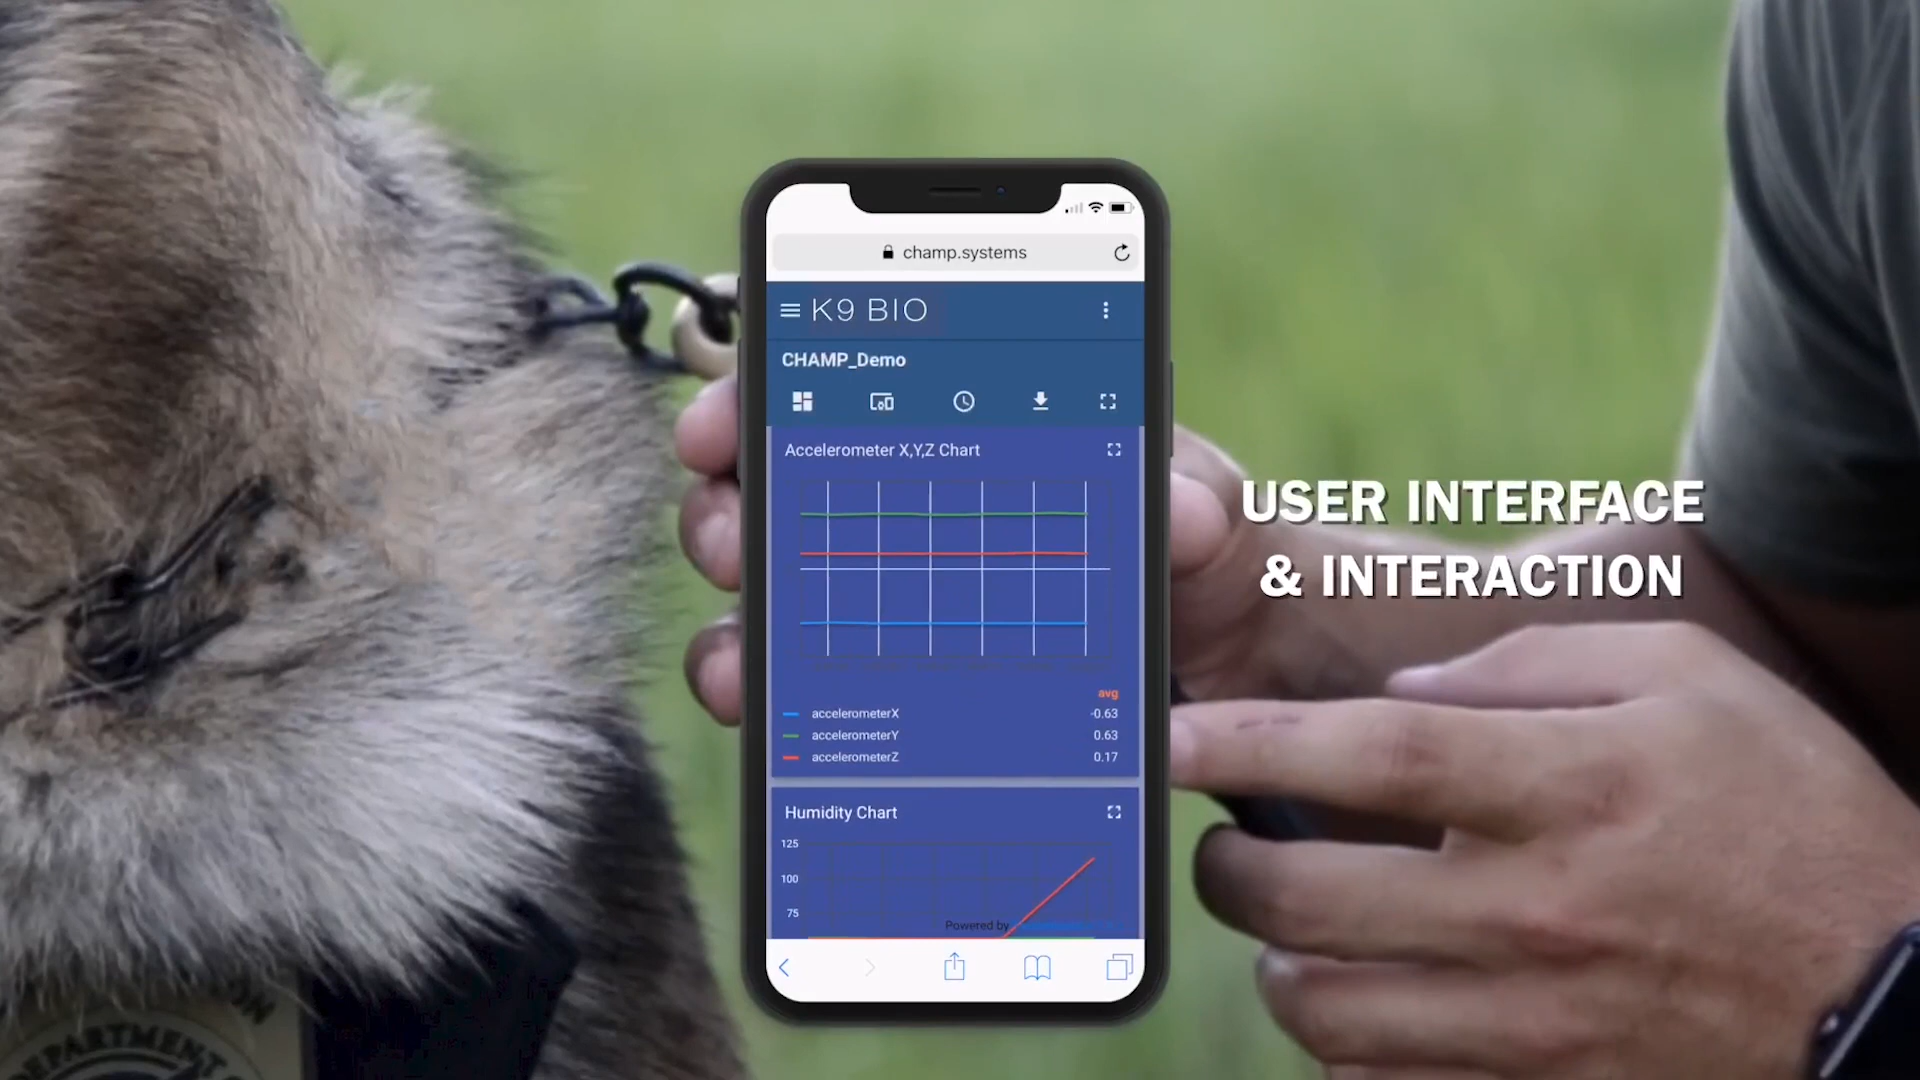 champ.systems
K9 BIO
CHAMP_Demo
Accelerometer X,Y,Z Chart
avg
accelerometerX -0.63
accelerometerY 0.63
accelerometerZ 0.17
Humidity Chart
125
100
75
Powered by
USER INTERFACE
& INTERACTION
DEPARTMENT